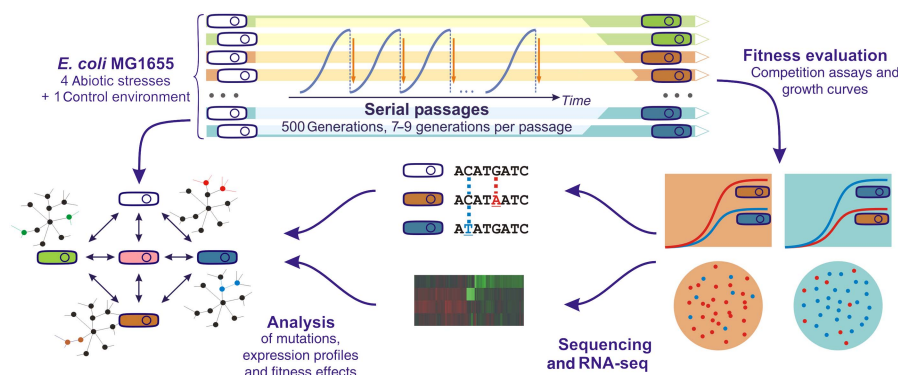 E. coli MG1655
4 Abiotic stresses
+ 1 Control environment
Time
Serial passages
500 Generations, 7–9 generations per passage
Fitness evaluation
Competition assays and
growth curves
ACATGATC
ACATAATC
ATATGATC
Analysis
of mutations,
expression profiles
and fitness effects
Sequencing
and RNA-seq